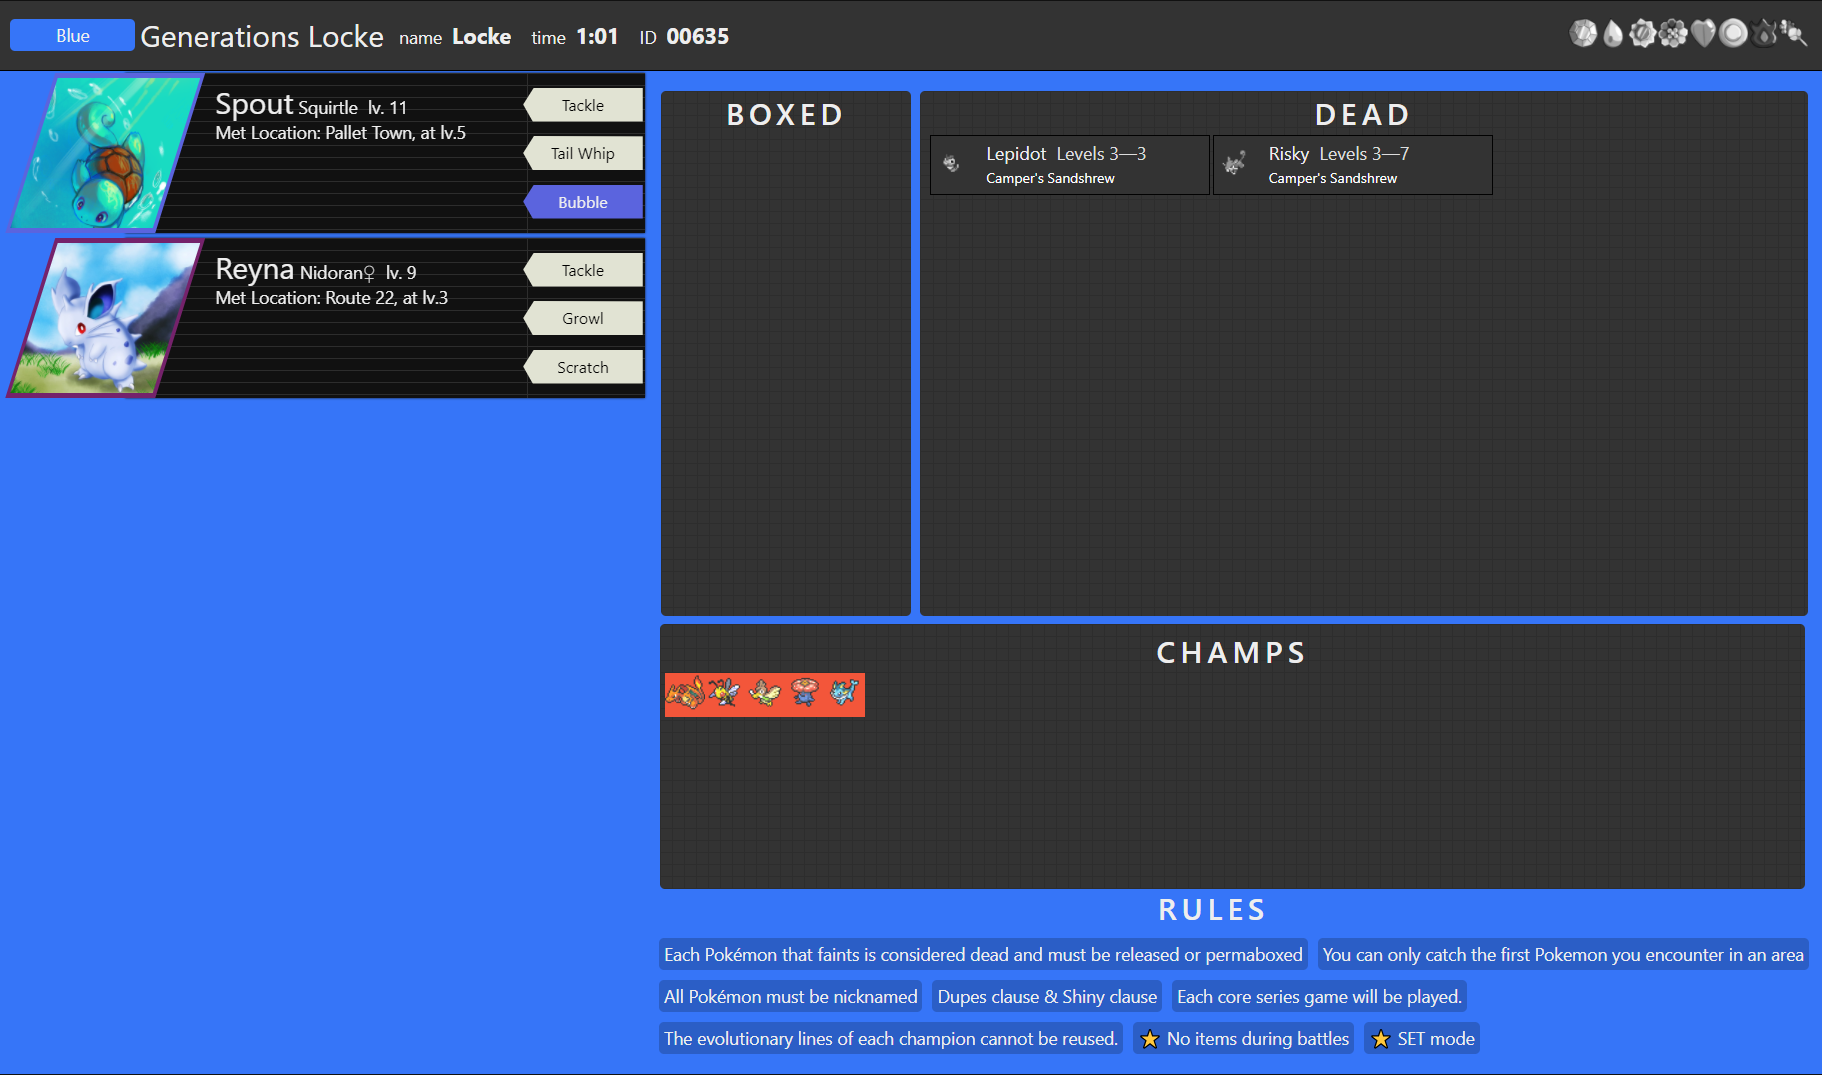 Blue Generations Locke name Locke time 1:01 ID 00635
Spout Squirtle lv. 11
Met Location: Pallet Town, at lv.5
Tackle
Tail Whip
Bubble
Reyna Nidoran♀ lv. 9
Met Location: Route 22, at lv.3
Tackle
Growl
Scratch
BOXED
DEAD
Lepidot Levels 3—3
Camper's Sandshrew
Risky Levels 3—7
Camper's Sandshrew
CHAMPS
RULES
Each Pokémon that faints is considered dead and must be released or permaboxed
You can only catch the first Pokemon you encounter in an area
All Pokémon must be nicknamed
Dupes clause & Shiny clause
Each core series game will be played.
The evolutionary lines of each champion cannot be reused.
No items during battles
SET mode